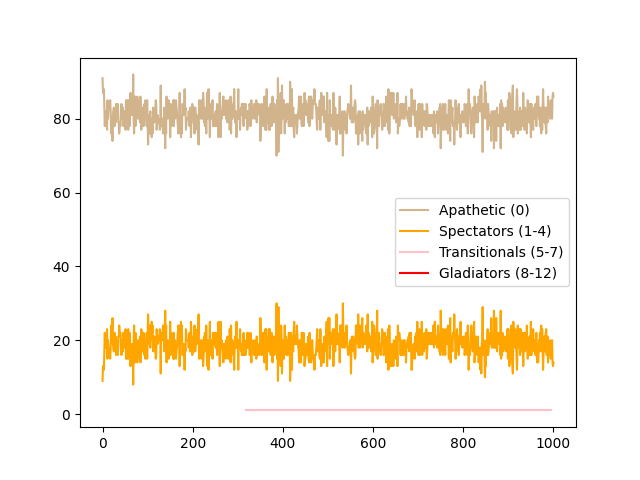 80
60
40
20
0
0
200
400
600
800
1000
Apathetic (0)
Spectators (1-4)
Transitionals (5-7)
Gladiators (8-12)